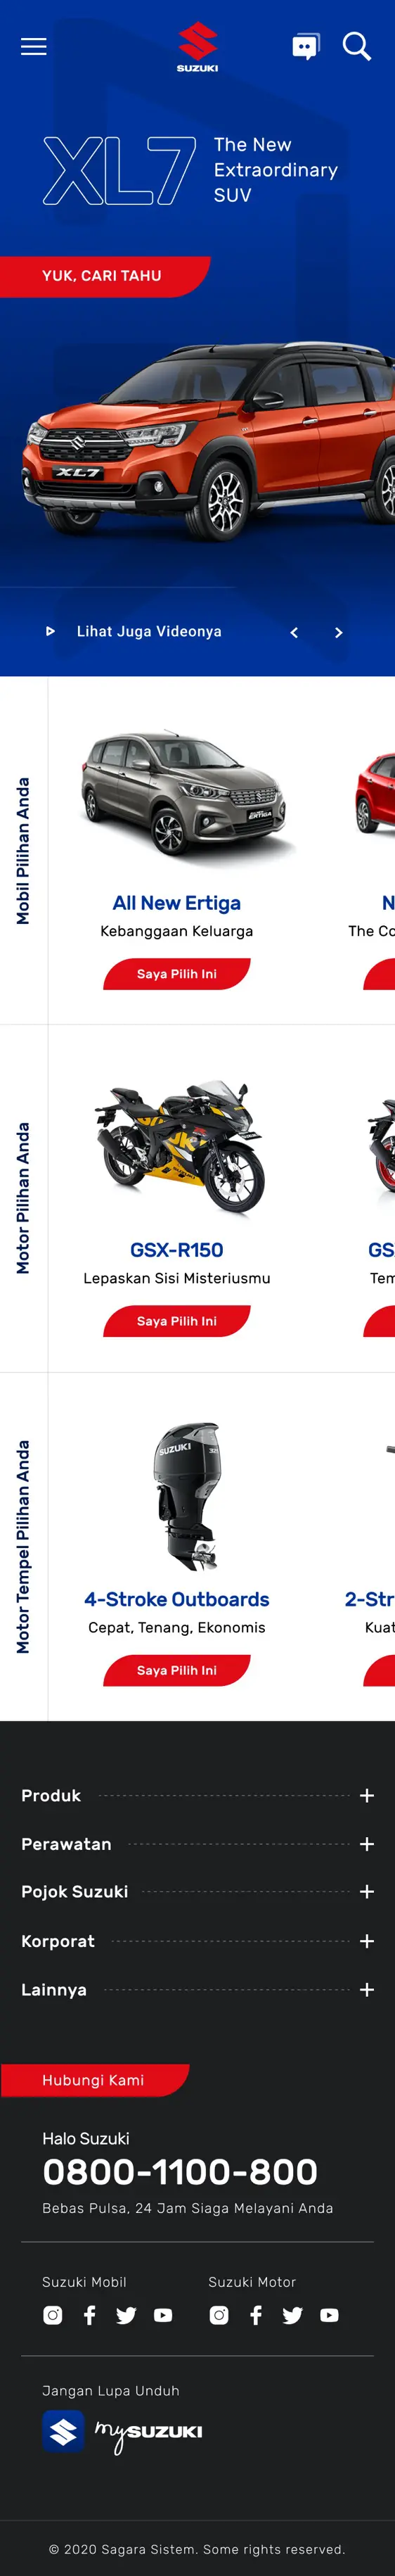 SUZUKI
XL7
The New
Extraordinary
SUV
YUK, CARI TAHU
XL7
Lihat Juga Videonya
Mobil Pilihan Anda
ERTIGA
All New Ertiga
N
Kebanggaan Keluarga
The Co
Saya Pilih Ini
Motor Pilihan Anda
GSX-R150
GS
Lepaskan Sisi Misteriusmu
Tem
Saya Pilih Ini
Motor Tempel Pilihan Anda
SUZUKI
4-Stroke Outboards
2-Str
Cepat, Tenang, Ekonomis
Kuat
Saya Pilih Ini
Produk
Perawatan
Pojok Suzuki
Korporat
Lainnya
Hubungi Kami
Halo Suzuki
0800-1100-800
Bebas Pulsa, 24 Jam Siaga Melayani Anda
Suzuki Mobil
Suzuki Motor
Jangan Lupa Unduh
mySUZUKI
© 2020 Sagara Sistem. Some rights reserved.